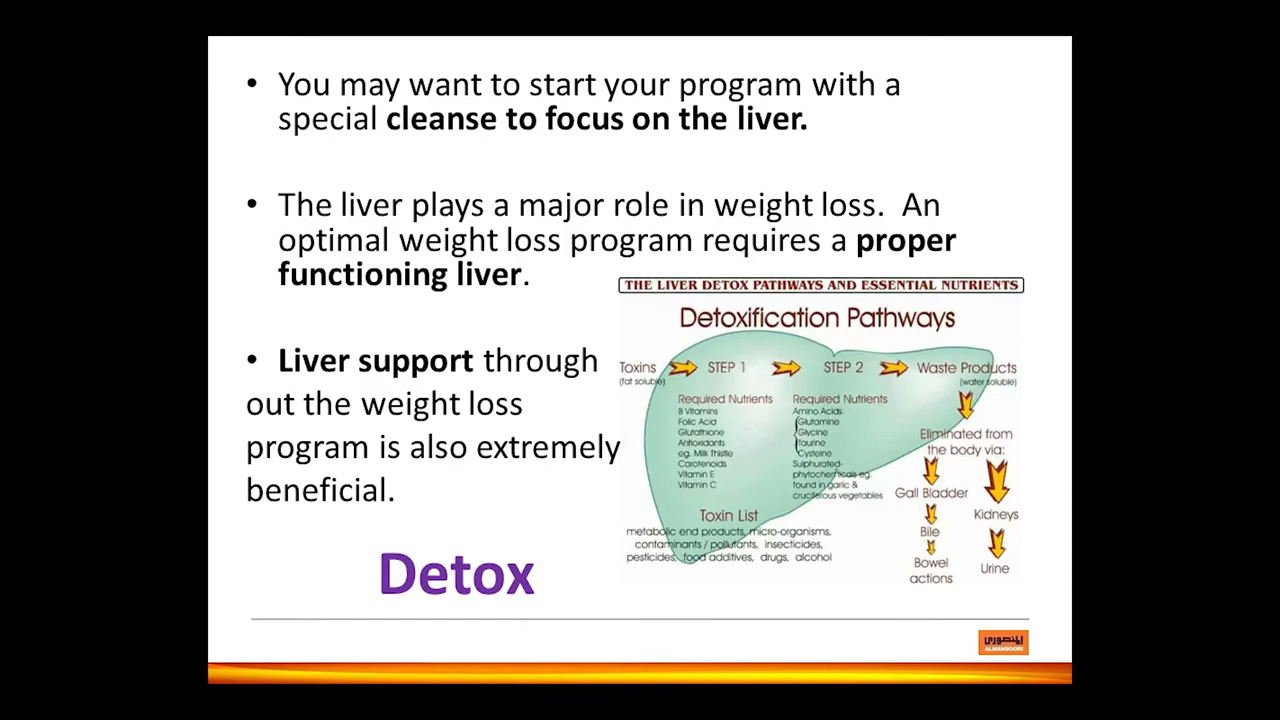 • You may want to start your program with a
special cleanse to focus on the liver.
• The liver plays a major role in weight loss. An
optimal weight loss program requires a proper
functioning liver.
• Liver support through
out the weight loss
program is also extremely
beneficial.
Detox
THE LIVER DETOX PATHWAYS AND ESSENTIAL NUTRIENTS
Detoxification Pathways
Toxins
(fat soluble)
STEP 1
STEP 2
Waste Products
(water soluble)
Required Nutrients
B Vitamins
Folic Acid
Glutathione
Antioxidants
eg. Milk Thistle
Carotenoids
Vitamin E
Vitamin C
Required Nutrients
Amino Acids
Glutamine
Glycine
Taurine
Cysteine
Sulphurated
phytochemicals eg.
found in garlic &
cruciferous vegetables
Eliminated from
the body via:
Gall Bladder
Bile
Bowel
actions
Kidneys
Urine
Toxin List
metabolic end products, micro-organisms,
contaminants / pollutants, insecticides,
pesticides, food additives, drugs, alcohol
المنصوري
ALMANSOORI